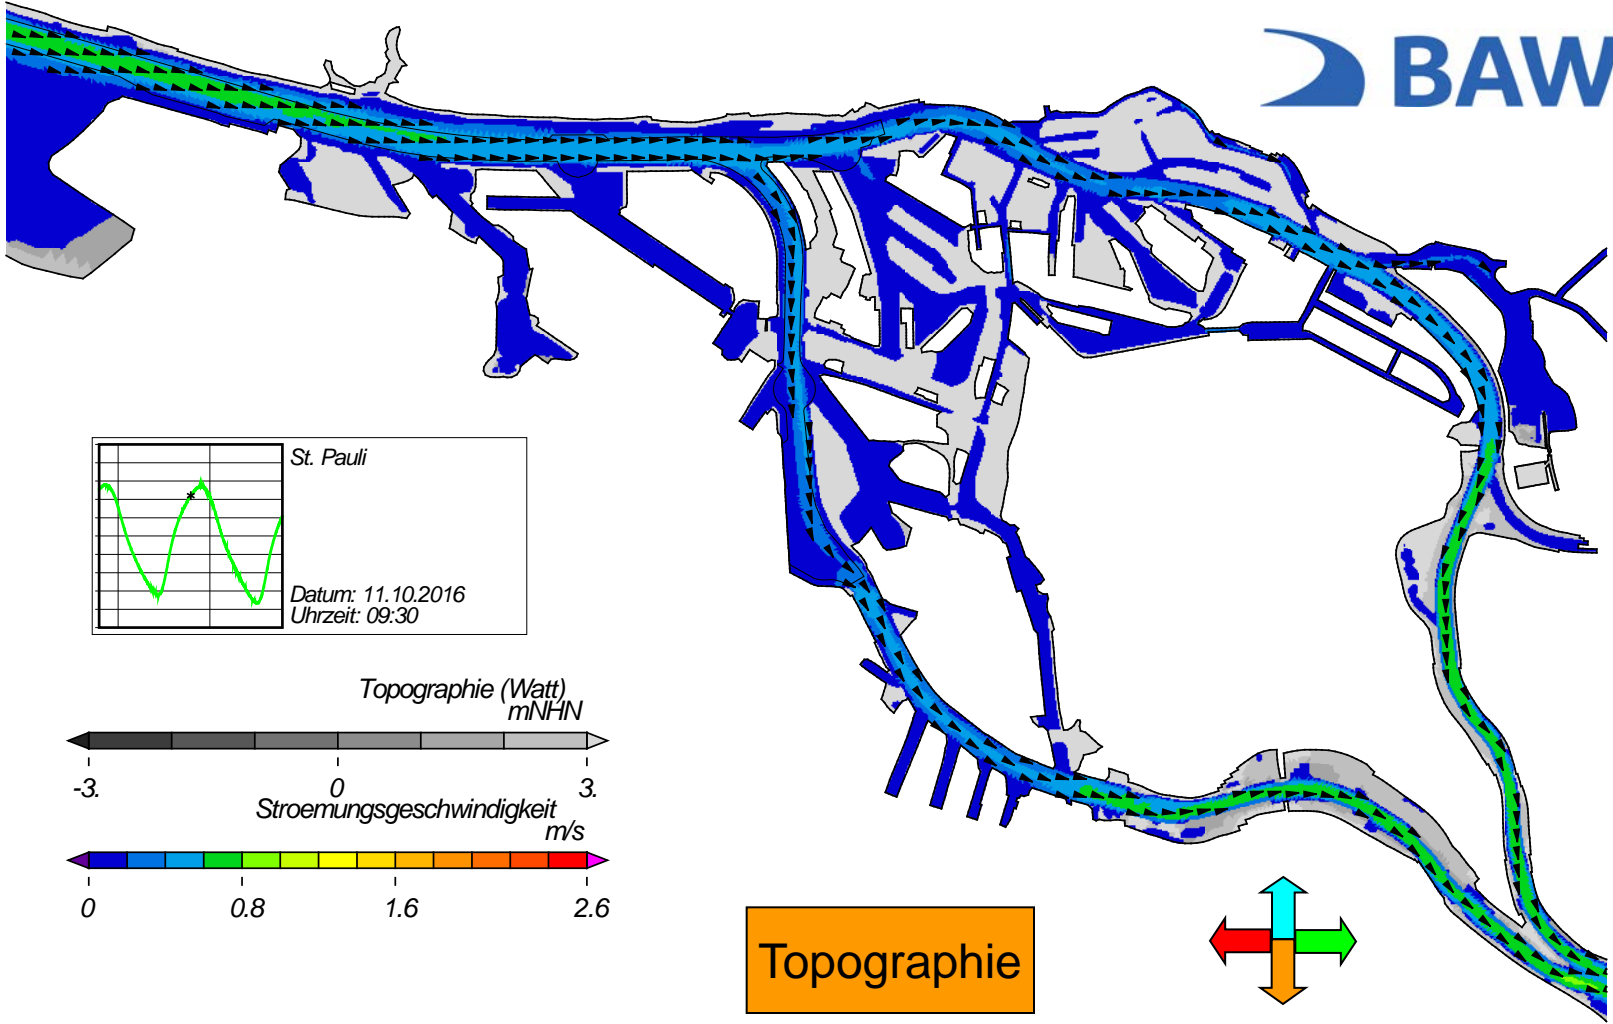 BAW
St. Pauli
Datum: 11.10.2016
Uhrzeit: 09:30
Topographie (Watt)
mNHN
-3. 0 3.
Stroemungsgeschwindigkeit
m/s
0 0.8 1.6 2.6
Topographie